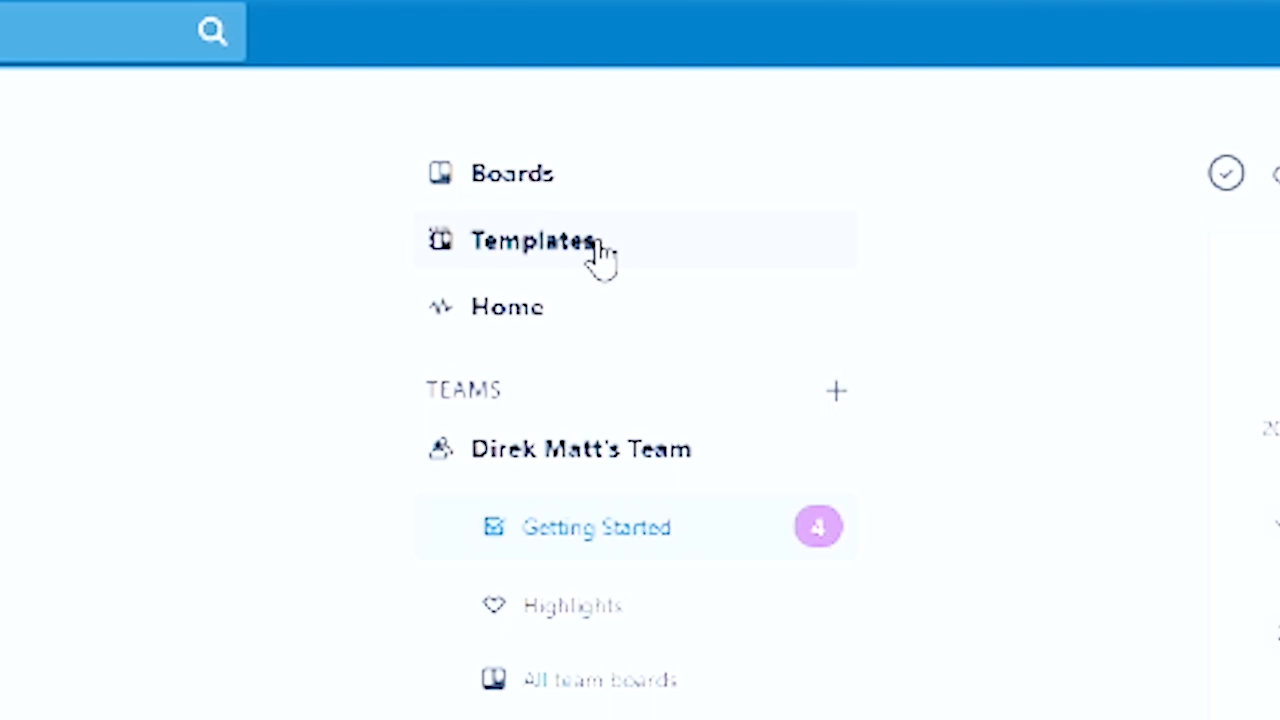 Boards
Templates
Home
TEAMS
Direk Matt's Team
Getting Started 4
Highlights
All team boards